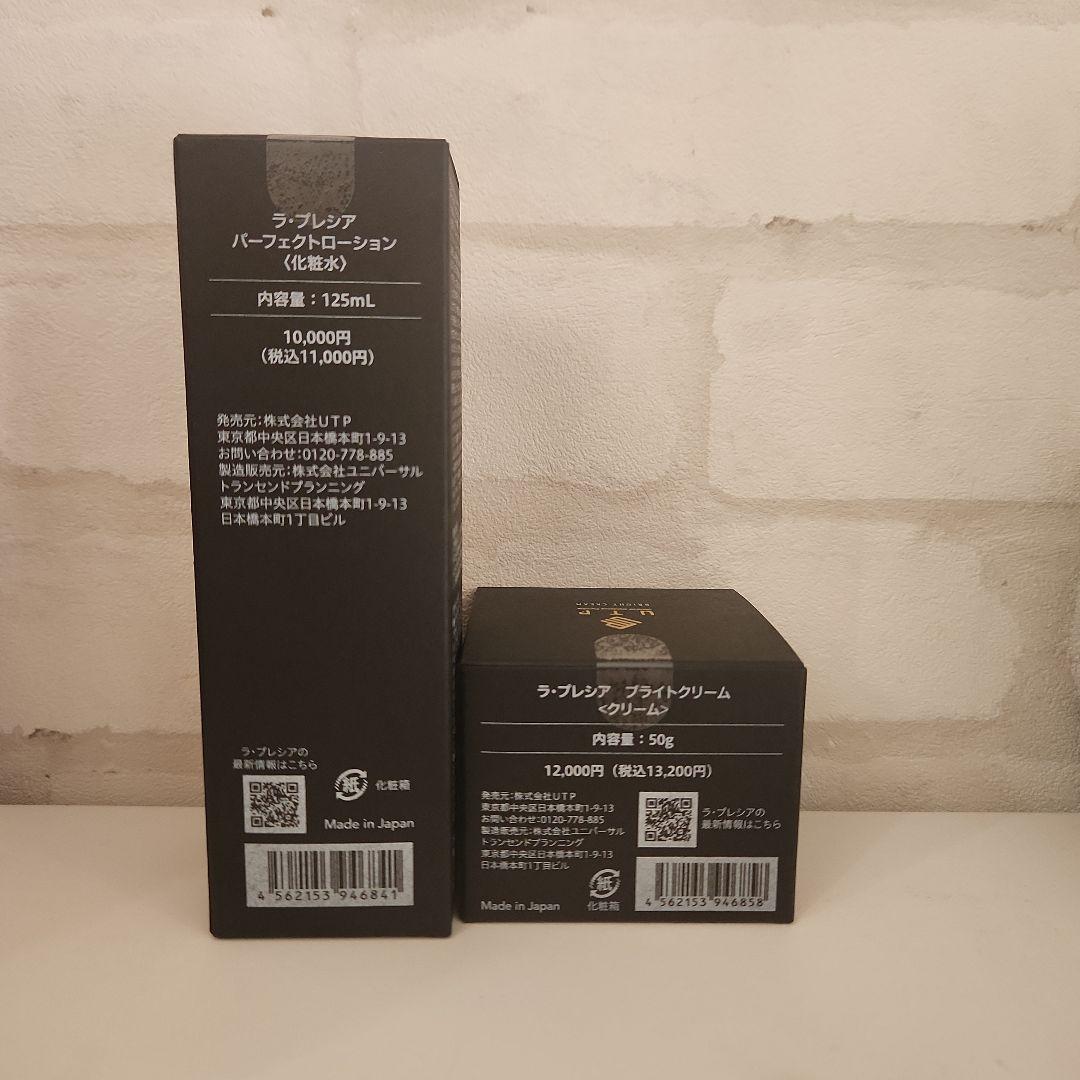 ラ・プレシア
パーフェクトローション
〈化粧水〉
内容量：125mL
10,000円
（税込11,000円）
発売元：株式会社UTP
東京都中央区日本橋本町1-9-13
お問い合わせ：0120-778-885
製造販売元：株式会社ユニバーサル
トランセンドプランニング
東京都中央区日本橋本町1-9-13
日本橋本町1丁目ビル
ラ・プレシアの
最新情報はこちら
紙 化粧箱
Made in Japan
4 562153 946841
U.T.P
BRIGHT CREAM
ラ・プレシア ブライトクリーム
<クリーム>
内容量：50g
12,000円（税込13,200円）
発売元：株式会社UTP
東京都中央区日本橋本町1-9-13
お問い合わせ：0120-778-885
製造販売元：株式会社ユニバーサル
トランセンドプランニング
東京都中央区日本橋本町1-9-13
日本橋本町1丁目ビル
ラ・プレシアの
最新情報はこちら
Made in Japan
紙
化粧箱
4 562153 946858